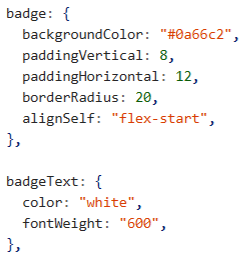 badge: {
  backgroundColor: "#0a66c2",
  paddingVertical: 8,
  paddingHorizontal: 12,
  borderRadius: 20,
  alignSelf: "flex-start",
},

badgeText: {
  color: "white",
  fontWeight: "600",
},